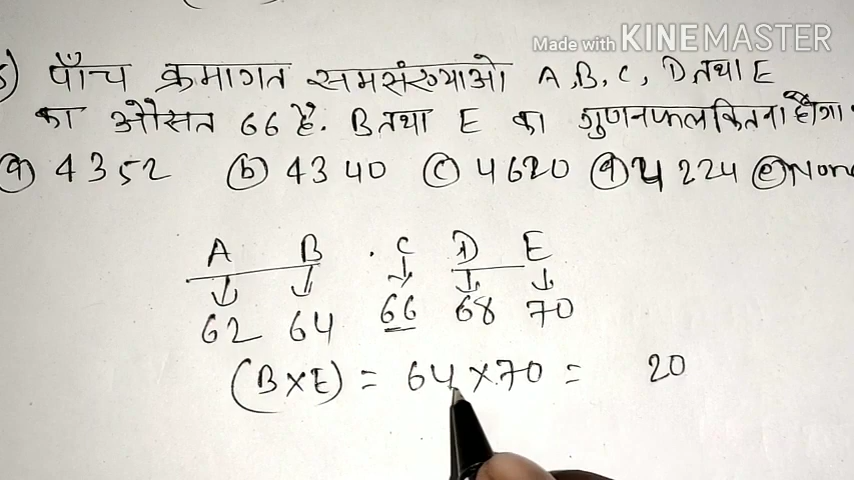 Made with KINEMASTER
पाँच क्रमागत समसंख्याओ A,B,C, D,तथा E
का औसत 66 है. B तथा E का गुणनफल कितना होगा
ⓐ 4352 ⓑ 4340 ⓒ 4620 ⓓ 4224 ⓔ None
A B . C D E
↓ ↓ ↓ ↓ ↓
62 64 66 68 70
(B×E) = 64×70 = 20